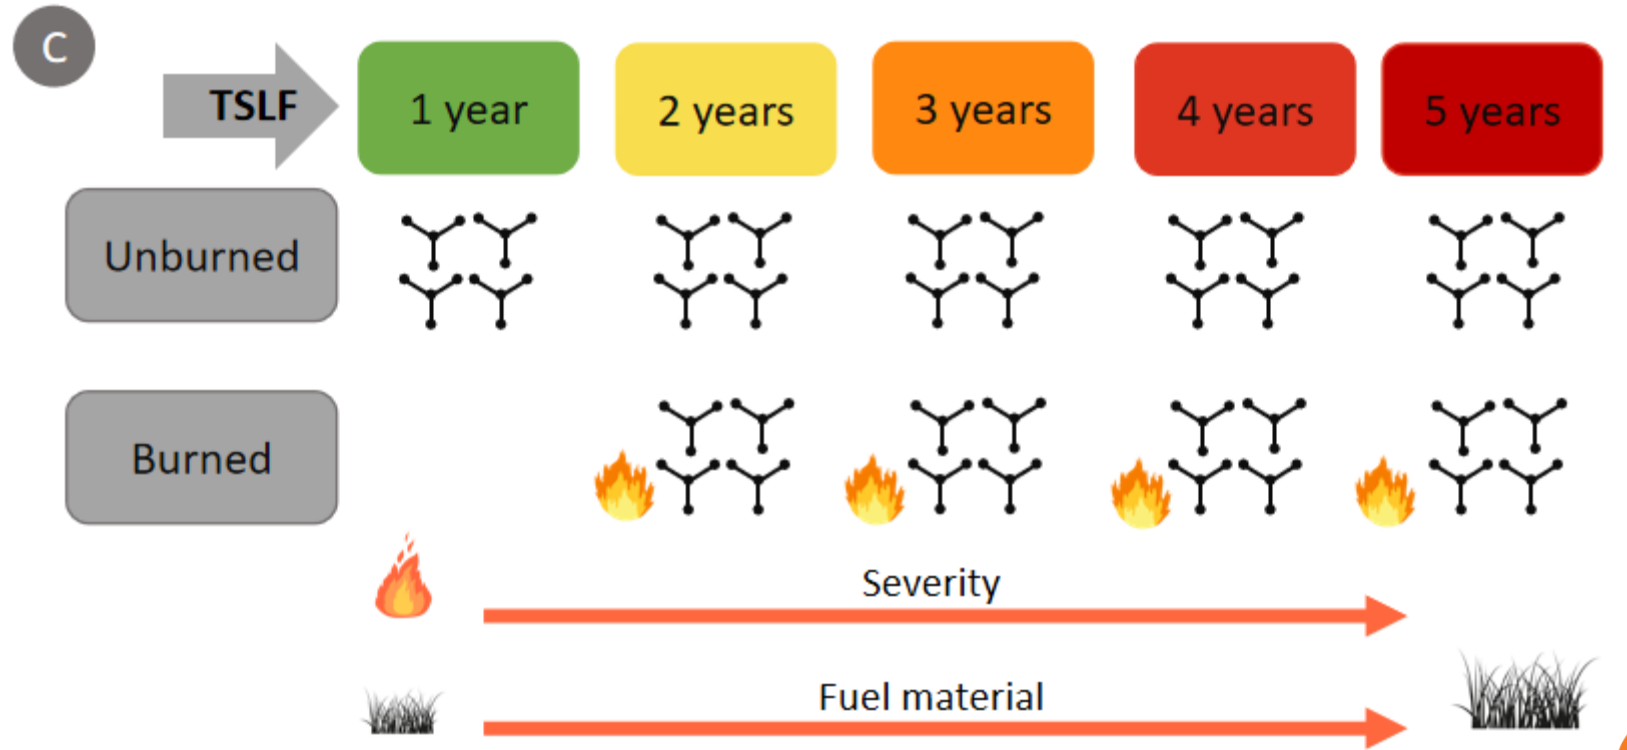 C
TSLF
1 year
2 years
3 years
4 years
5 years
Unburned
Burned
Severity
Fuel material